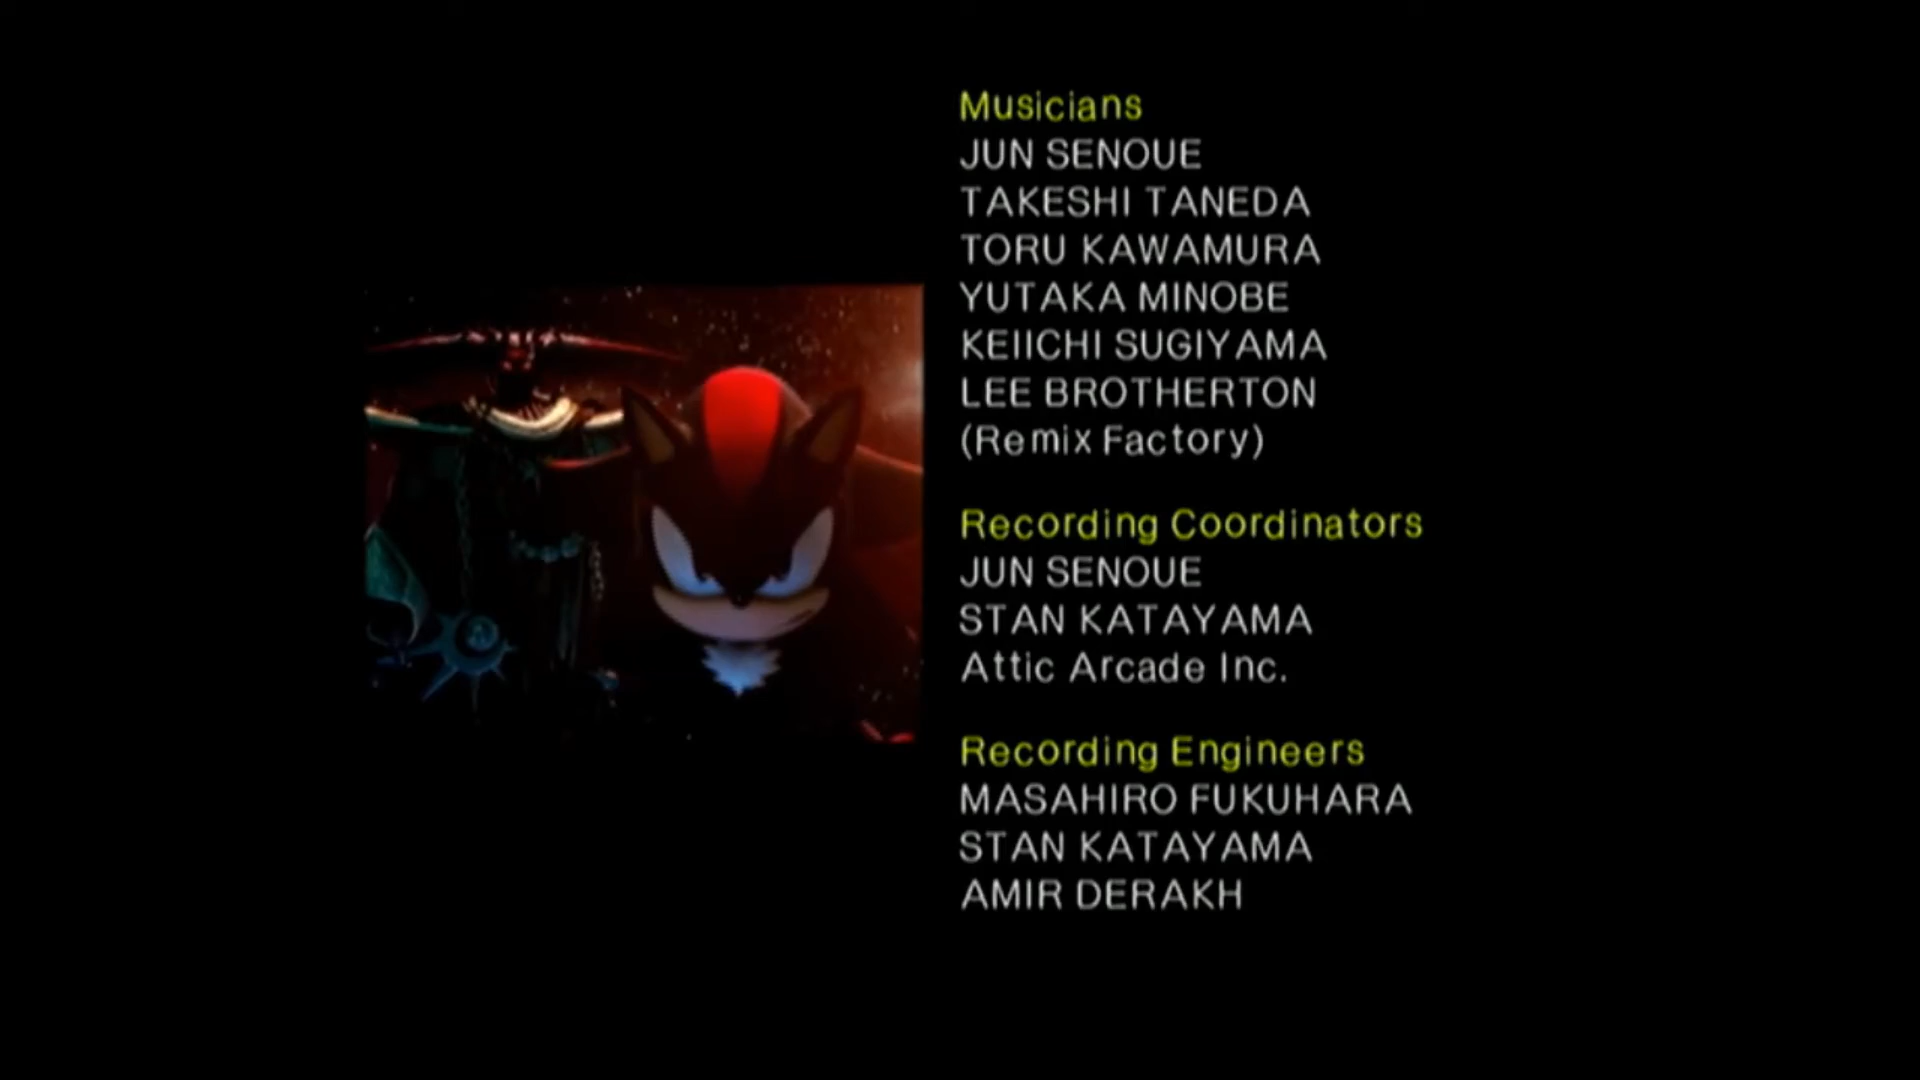 Musicians
JUN SENOUE
TAKESHI TANEDA
TORU KAWAMURA
YUTAKA MINOBE
KEIICHI SUGIYAMA
LEE BROTHERTON
(Remix Factory)
Recording Coordinators
JUN SENOUE
STAN KATAYAMA
Attic Arcade Inc.
Recording Engineers
MASAHIRO FUKUHARA
STAN KATAYAMA
AMIR DERAKH